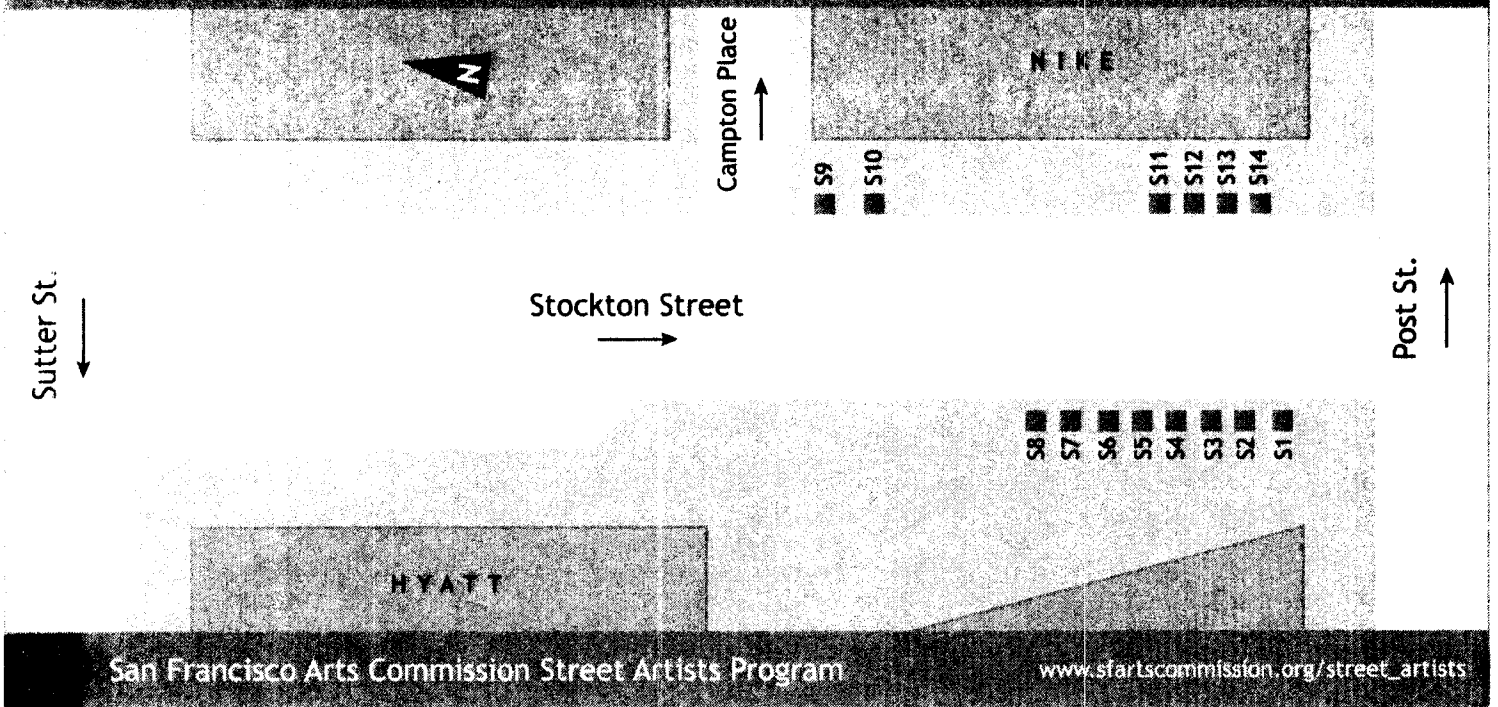 N
Campton Place
NIKE
S9
S10
S11
S12
S13
S14
Sutter St.
Stockton Street
Post St.
S8
S7
S6
S5
S4
S3
S2
S1
HYATT
San Francisco Arts Commission Street Artists Program
www.sfartscommission.org/street_artists